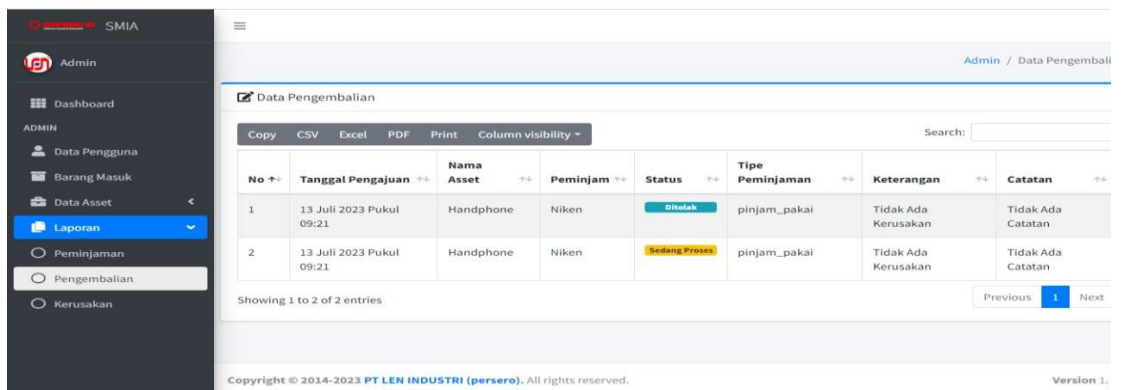 SMIA
Admin
Admin / Data Pengembali
Dashboard
ADMIN
Data Pengguna
Barang Masuk
Data Asset
Laporan
Peminjaman
Pengembalian
Kerusakan
Data Pengembalian
Copy CSV Excel PDF Print Column visibility
Search:
No Tanggal Pengajuan Nama Asset Peminjam Status Tipe Peminjaman Keterangan Catatan
1 13 Juli 2023 Pukul 09:21 Handphone Niken Ditolak pinjam_pakai Tidak Ada Kerusakan Tidak Ada Catatan
2 13 Juli 2023 Pukul 09:21 Handphone Niken Sedang Proses pinjam_pakai Tidak Ada Kerusakan Tidak Ada Catatan
Showing 1 to 2 of 2 entries
Previous 1 Next
Copyright © 2014-2023 PT LEN INDUSTRI (persero). All rights reserved.
Version 1.